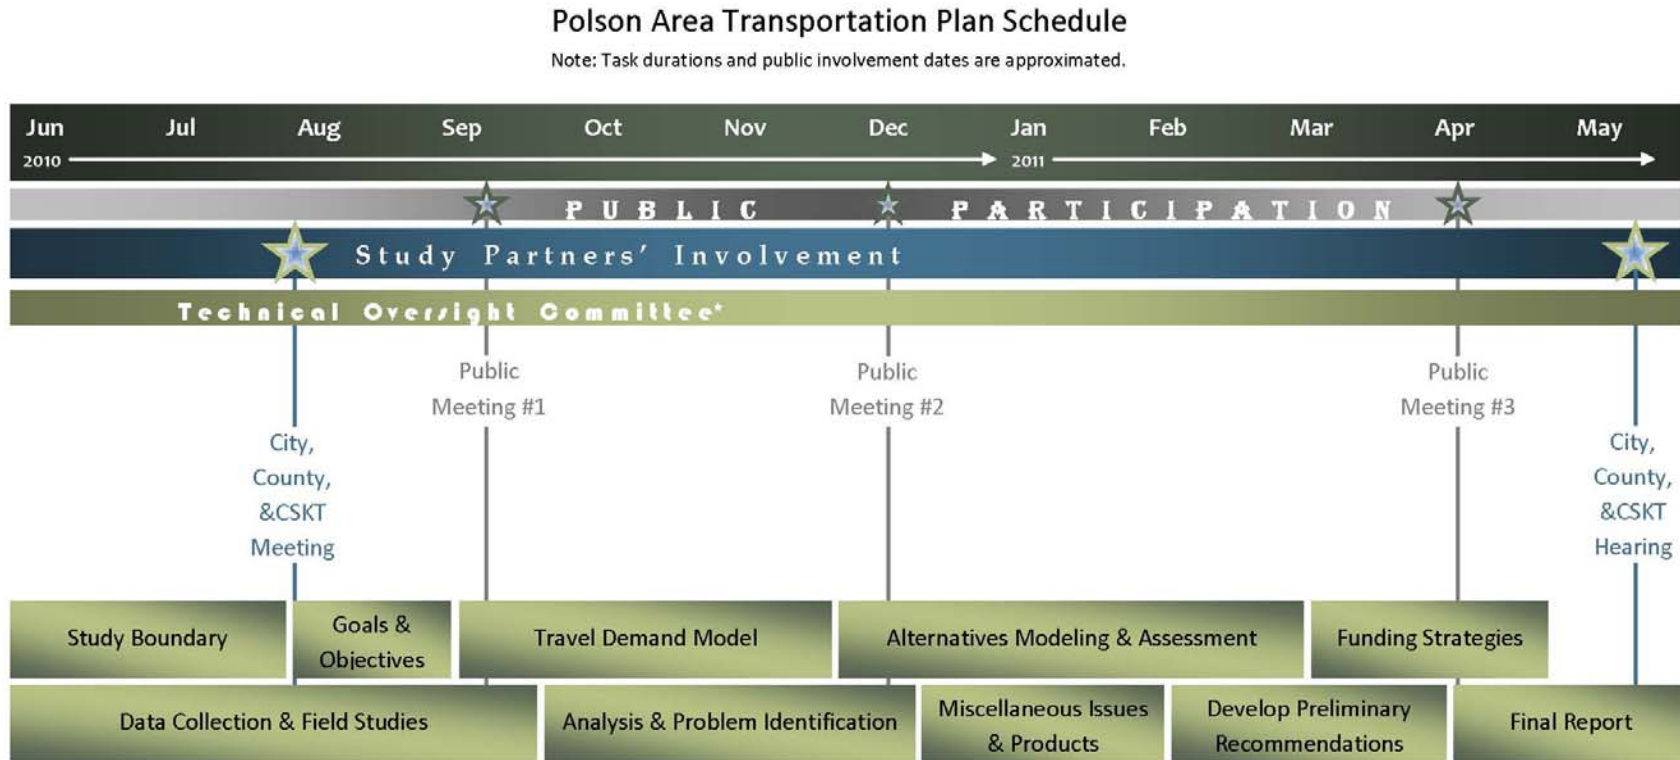 Polson Area Transportation Plan Schedule
Note: Task durations and public involvement dates are approximated.
Jun Jul Aug Sep Oct Nov Dec Jan Feb Mar Apr May
2010 2011
PUBLIC PARTICIPATION
Study Partners' Involvement
Technical Oversight Committee*
Public
Meeting #1
Public
Meeting #2
Public
Meeting #3
City,
County,
&CSKT
Meeting
City,
County,
&CSKT
Hearing
Study Boundary
Goals &
Objectives
Travel Demand Model
Alternatives Modeling & Assessment
Funding Strategies
Data Collection & Field Studies
Analysis & Problem Identification
Miscellaneous Issues
& Products
Develop Preliminary
Recommendations
Final Report